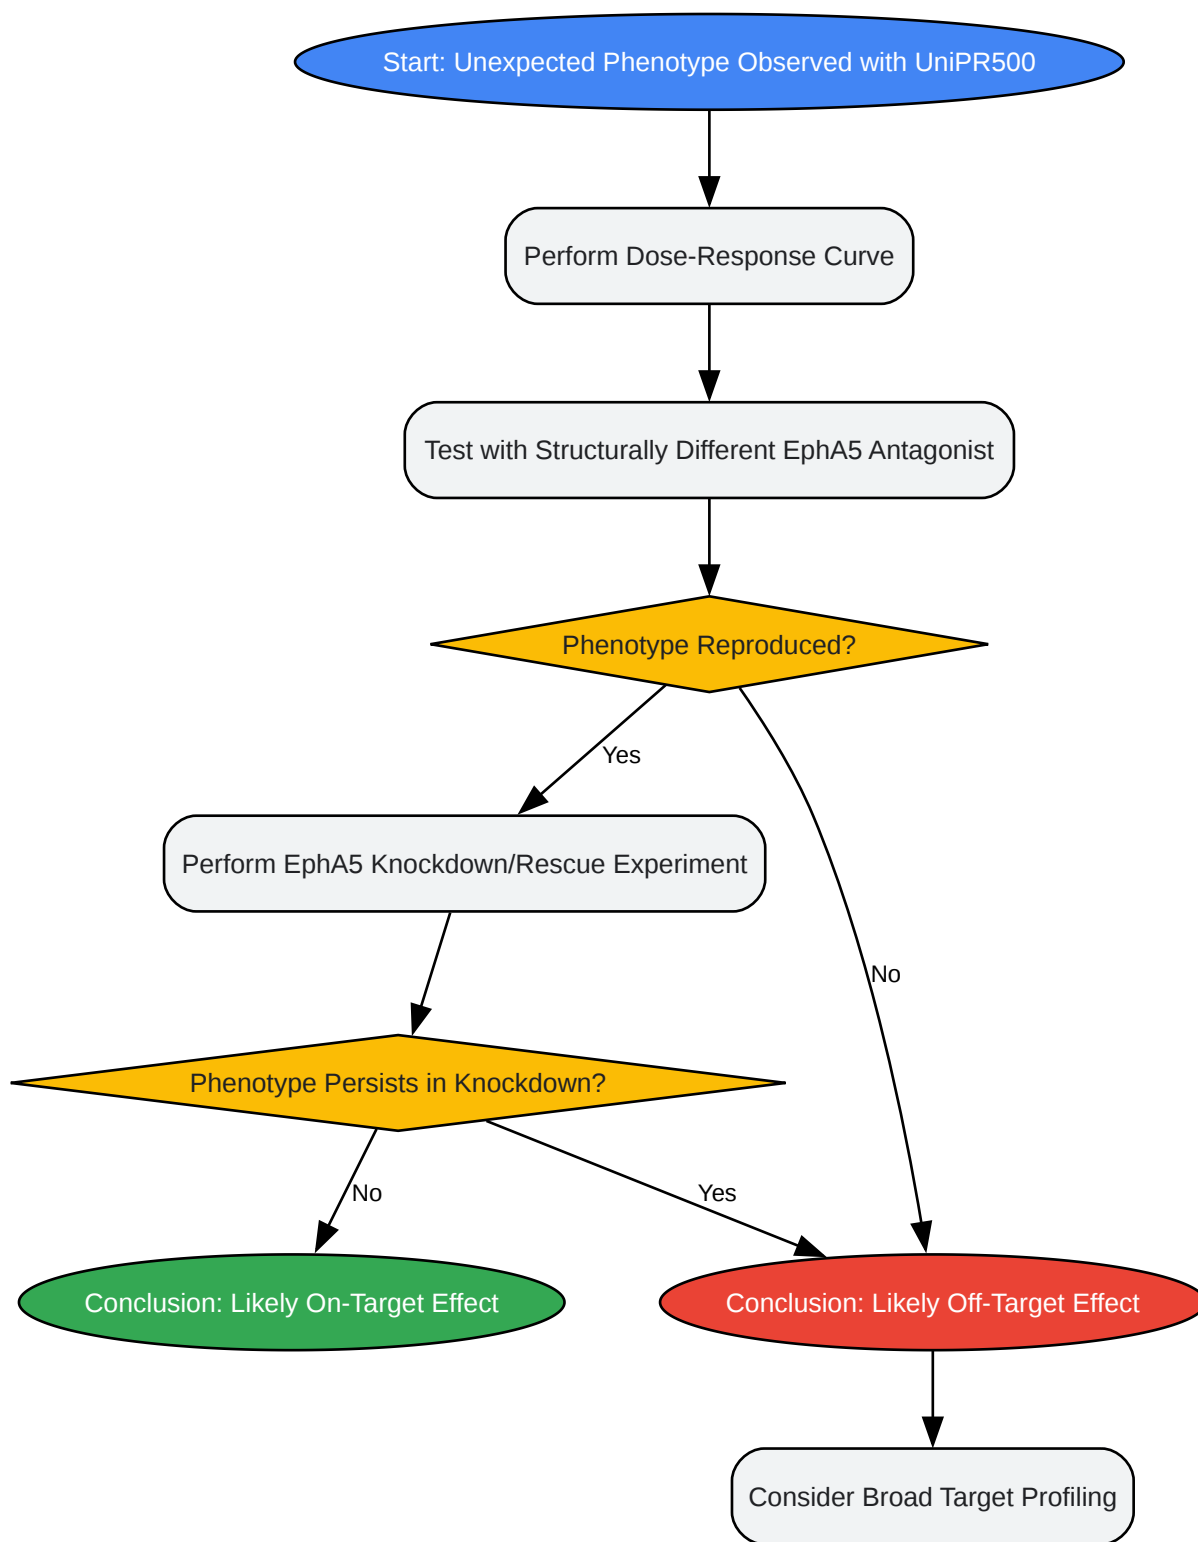 Start: Unexpected Phenotype Observed with UniPR500
Perform Dose-Response Curve
Test with Structurally Different EphA5 Antagonist
Phenotype Reproduced?
Yes
Perform EphA5 Knockdown/Rescue Experiment
No
Phenotype Persists in Knockdown?
No
Yes
Conclusion: Likely On-Target Effect
Conclusion: Likely Off-Target Effect
Consider Broad Target Profiling